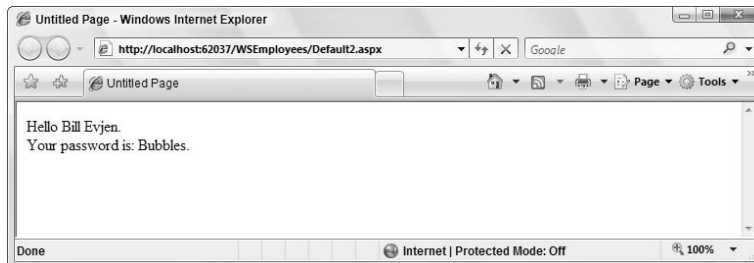 Untitled Page - Windows Internet Explorer
http://localhost:62037/WSEmployees/Default2.aspx
Google
Untitled Page
Page
Tools
Hello Bill Evjen.
Your password is: Bubbles.
Done
Internet | Protected Mode: Off
100%